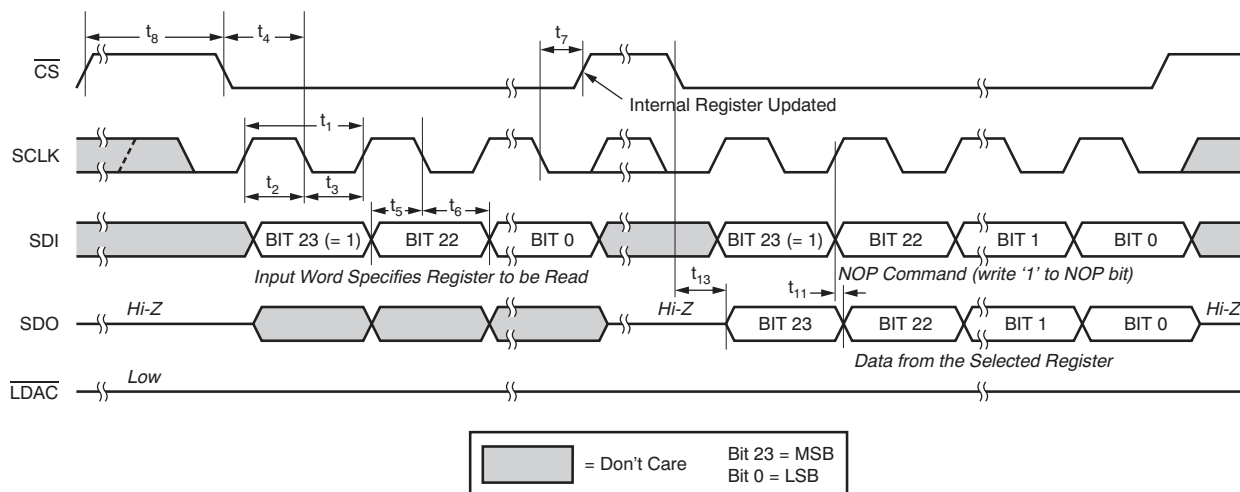 t8 t4 t7
CS
Internal Register Updated
t1
SCLK
t2 t3
t5 t6
SDI BIT 23 (= 1) BIT 22 BIT 0 BIT 23 (= 1) BIT 22 BIT 1 BIT 0
Input Word Specifies Register to be Read NOP Command (write ‘1’ to NOP bit)
t13
t11
Hi-Z Hi-Z Hi-Z
SDO BIT 23 BIT 22 BIT 1 BIT 0
Data from the Selected Register
Low
LDAC
= Don't Care
Bit 23 = MSB
Bit 0 = LSB